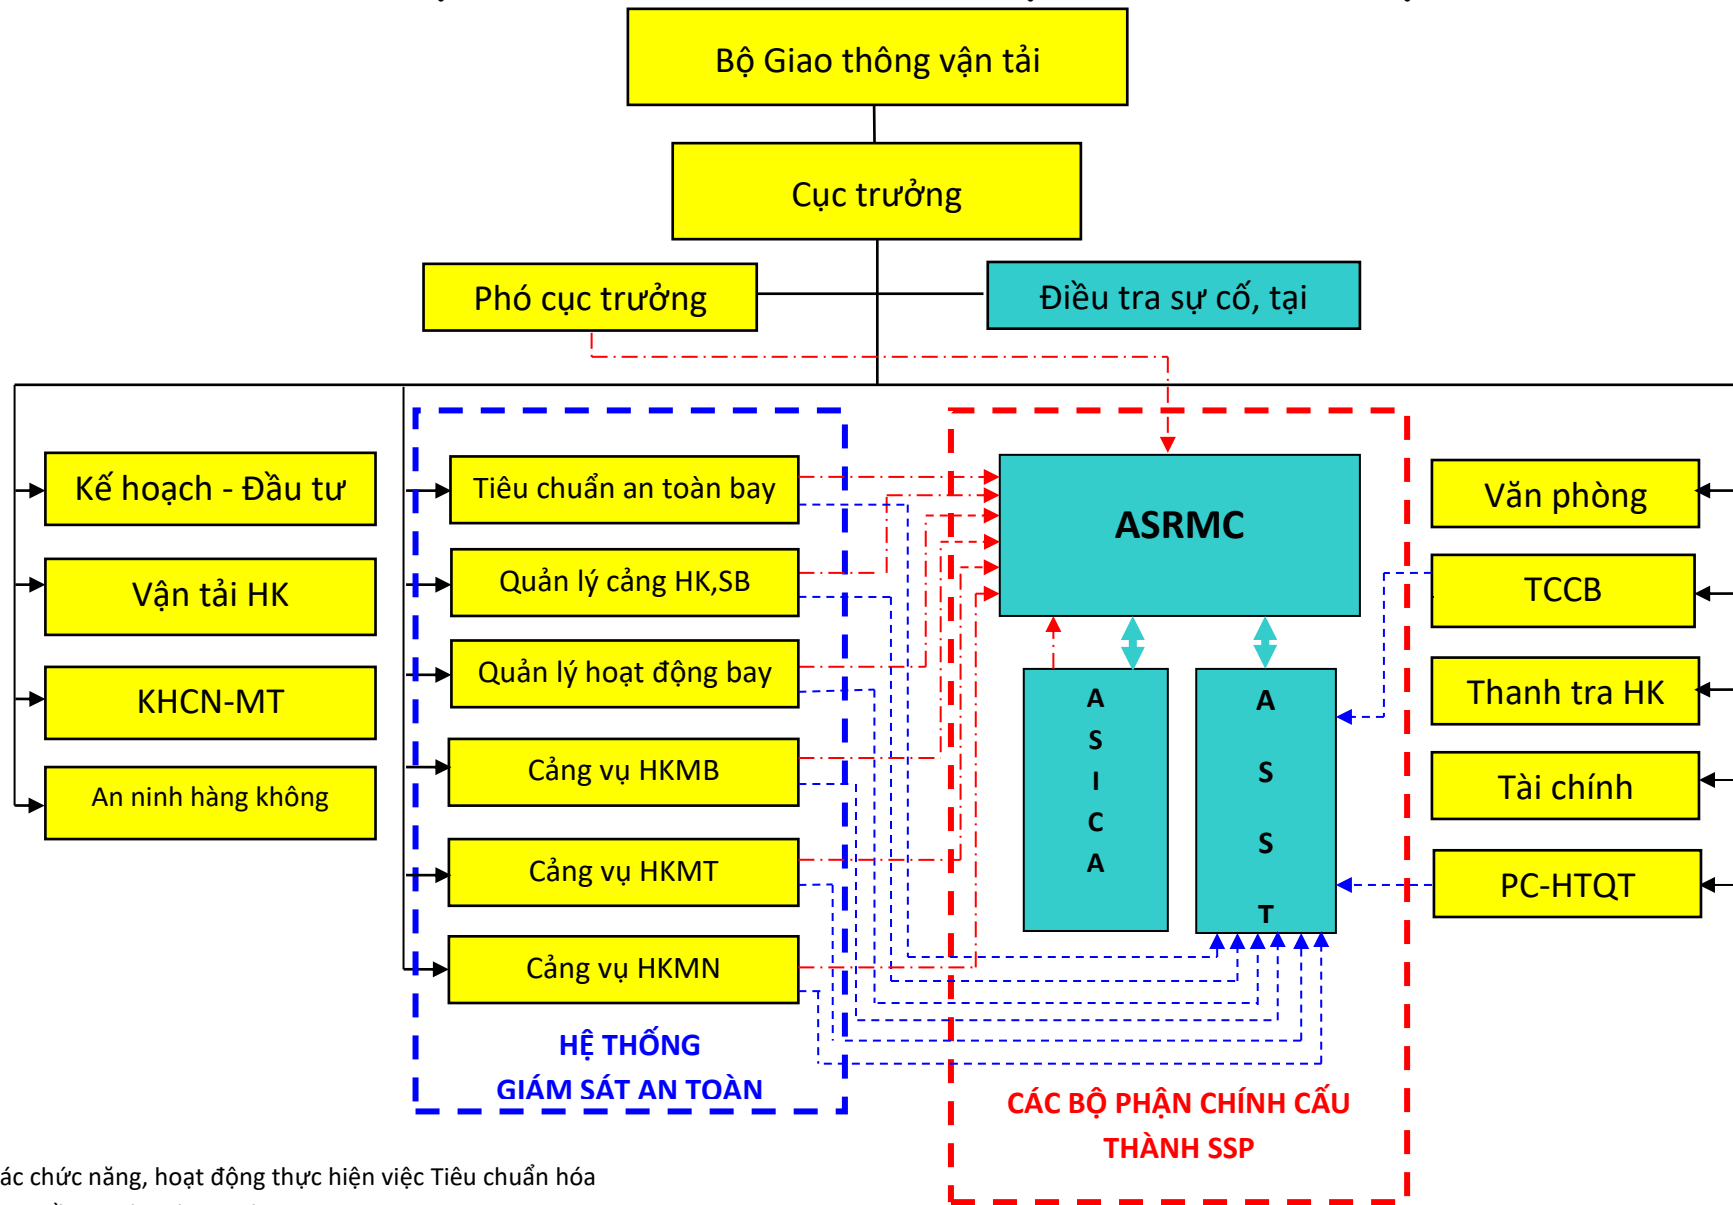 Bộ Giao thông vận tải
Cục trưởng
Phó cục trưởng
Điều tra sự cố, tại
Kế hoạch - Đầu tư
Vận tải HK
KHCN-MT
An ninh hàng không
Tiêu chuẩn an toàn bay
Quản lý cảng HK,SB
Quản lý hoạt động bay
Cảng vụ HKMB
Cảng vụ HKMT
Cảng vụ HKMN
HỆ THỐNG
GIÁM SÁT AN TOÀN
ASRMC
A
S
I
C
A
A
S
S
T
CÁC BỘ PHẬN CHÍNH CẤU
THÀNH SSP
Văn phòng
TCCB
Thanh tra HK
Tài chính
PC-HTQT
ác chức năng, hoạt động thực hiện việc Tiêu chuẩn hóa